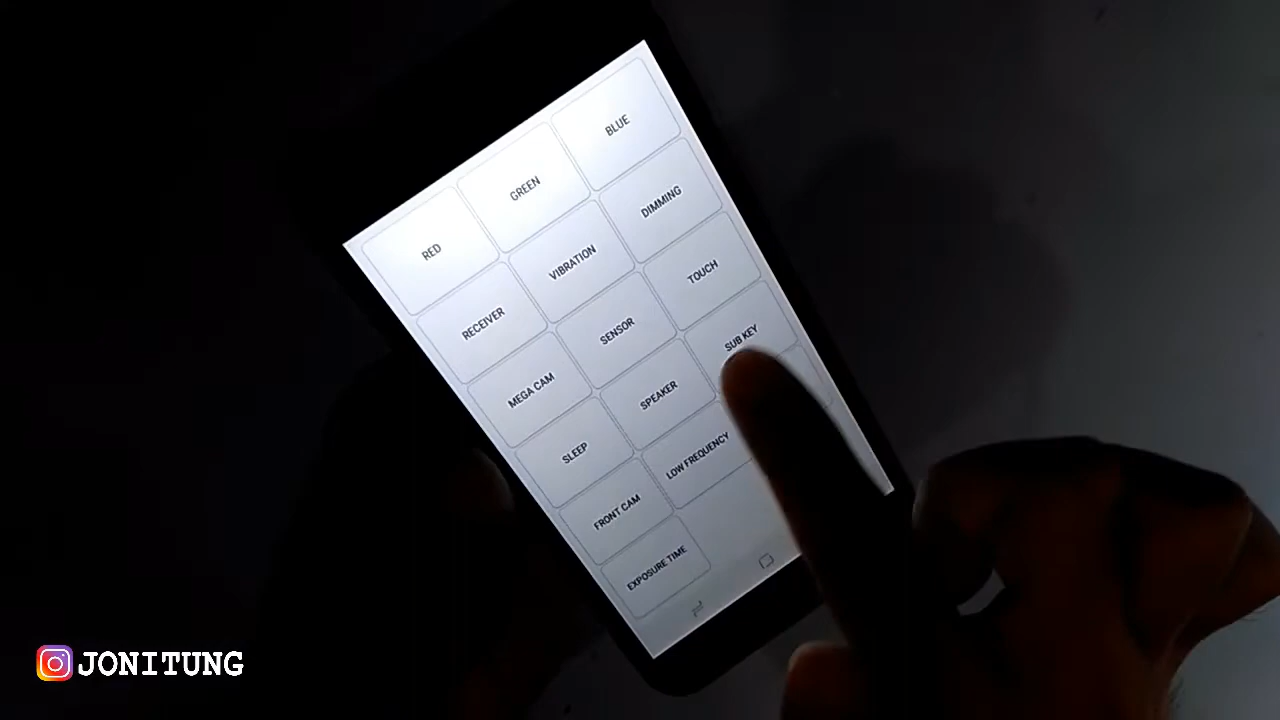 RED
GREEN
BLUE
RECEIVER
VIBRATION
DIMMING
MEGA CAM
SENSOR
TOUCH
SLEEP
SPEAKER
SUB KEY
FRONT CAM
LOW FREQUENCY
EXPOSURE TIME
JONITUNG